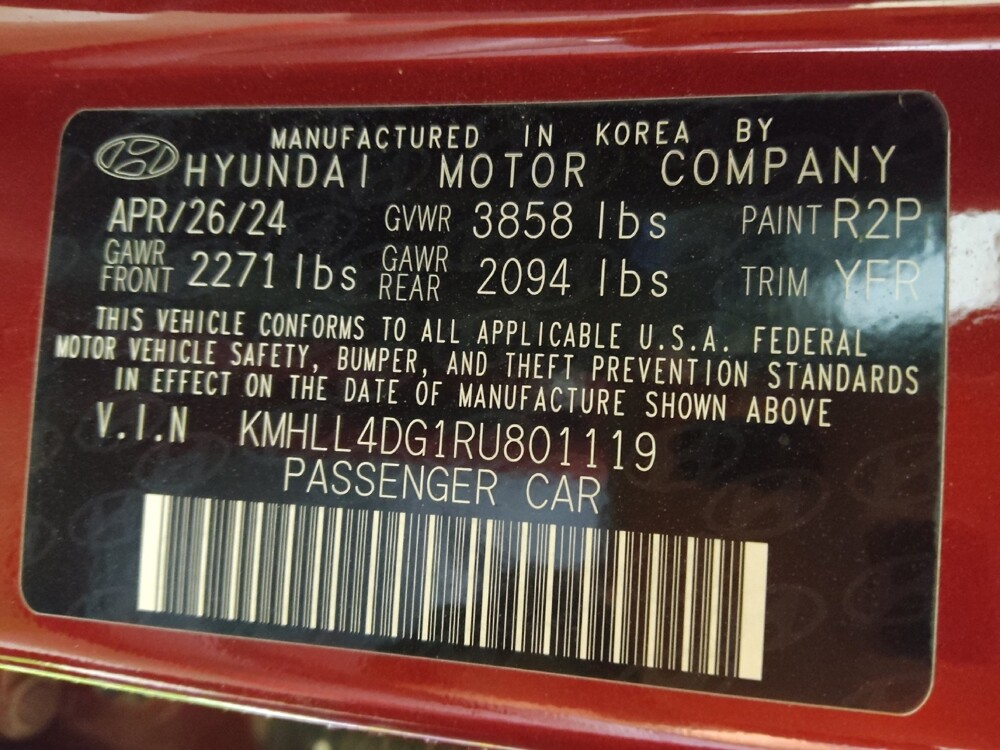 MANUFACTURED IN KOREA BY
HYUNDAI MOTOR COMPANY
APR/26/24 GVWR 3858 lbs PAINT R2P
GAWR FRONT 2271 lbs GAWR REAR 2094 lbs TRIM YFR
THIS VEHICLE CONFORMS TO ALL APPLICABLE U.S.A. FEDERAL
MOTOR VEHICLE SAFETY, BUMPER, AND THEFT PREVENTION STANDARDS
IN EFFECT ON THE DATE OF MANUFACTURE SHOWN ABOVE
V.I.N KMHLL4DG1RU801119
PASSENGER CAR